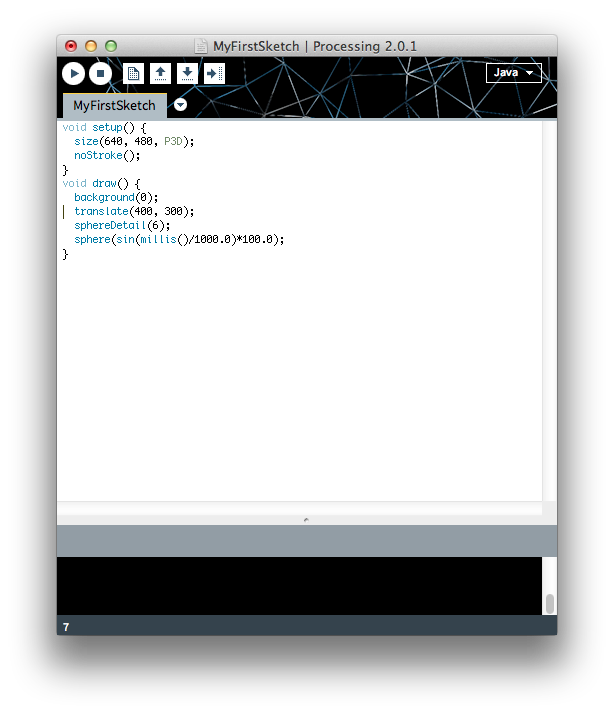 MyFirstSketch | Processing 2.0.1
Java
MyFirstSketch
void setup() {
  size(640, 480, P3D);
  noStroke();
}
void draw() {
  background(0);
  translate(400, 300);
  sphereDetail(6);
  sphere(sin(millis()/1000.0)*100.0);
}
7